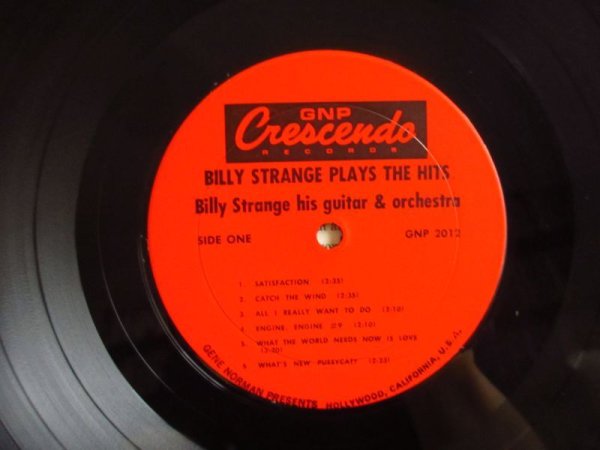 GNP
Crescendo
RECORDS
BILLY STRANGE PLAYS THE HITS
Billy Strange his guitar & orchestra
SIDE ONE GNP 2012
1. SATISFACTION (2:35)
2. CATCH THE WIND (2:35)
3. ALL I REALLY WANT TO DO (2:10)
4. ENGINE, ENGINE #9 (2:10)
5. WHAT THE WORLD NEEDS NOW IS LOVE
6. WHAT'S NEW PUSSYCAT? (2:23)
GENE NORMAN PRESENTS HOLLYWOOD, CALIFORNIA, U.S.A.